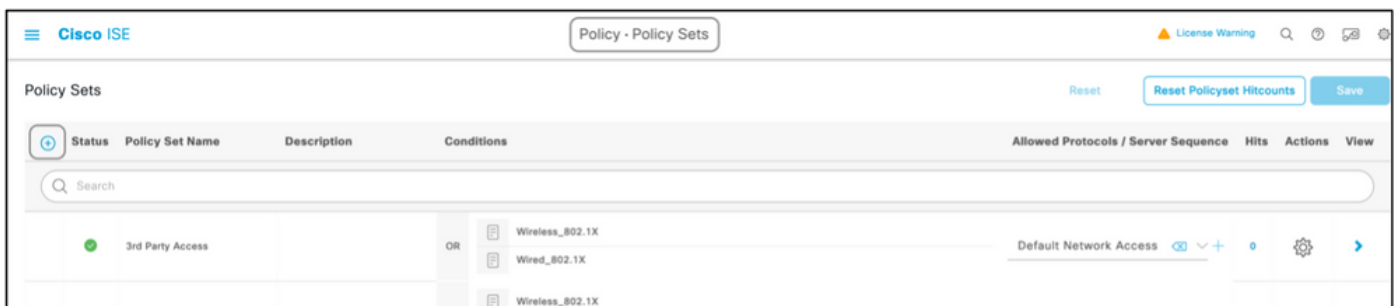 Cisco ISE Policy · Policy Sets License Warning
Policy Sets Reset Reset Policyset Hitcounts Save
Status Policy Set Name Description Conditions Allowed Protocols / Server Sequence Hits Actions View
Search
Wireless_802.1X
3rd Party Access OR Default Network Access 0
Wired_802.1X
Wireless_802.1X